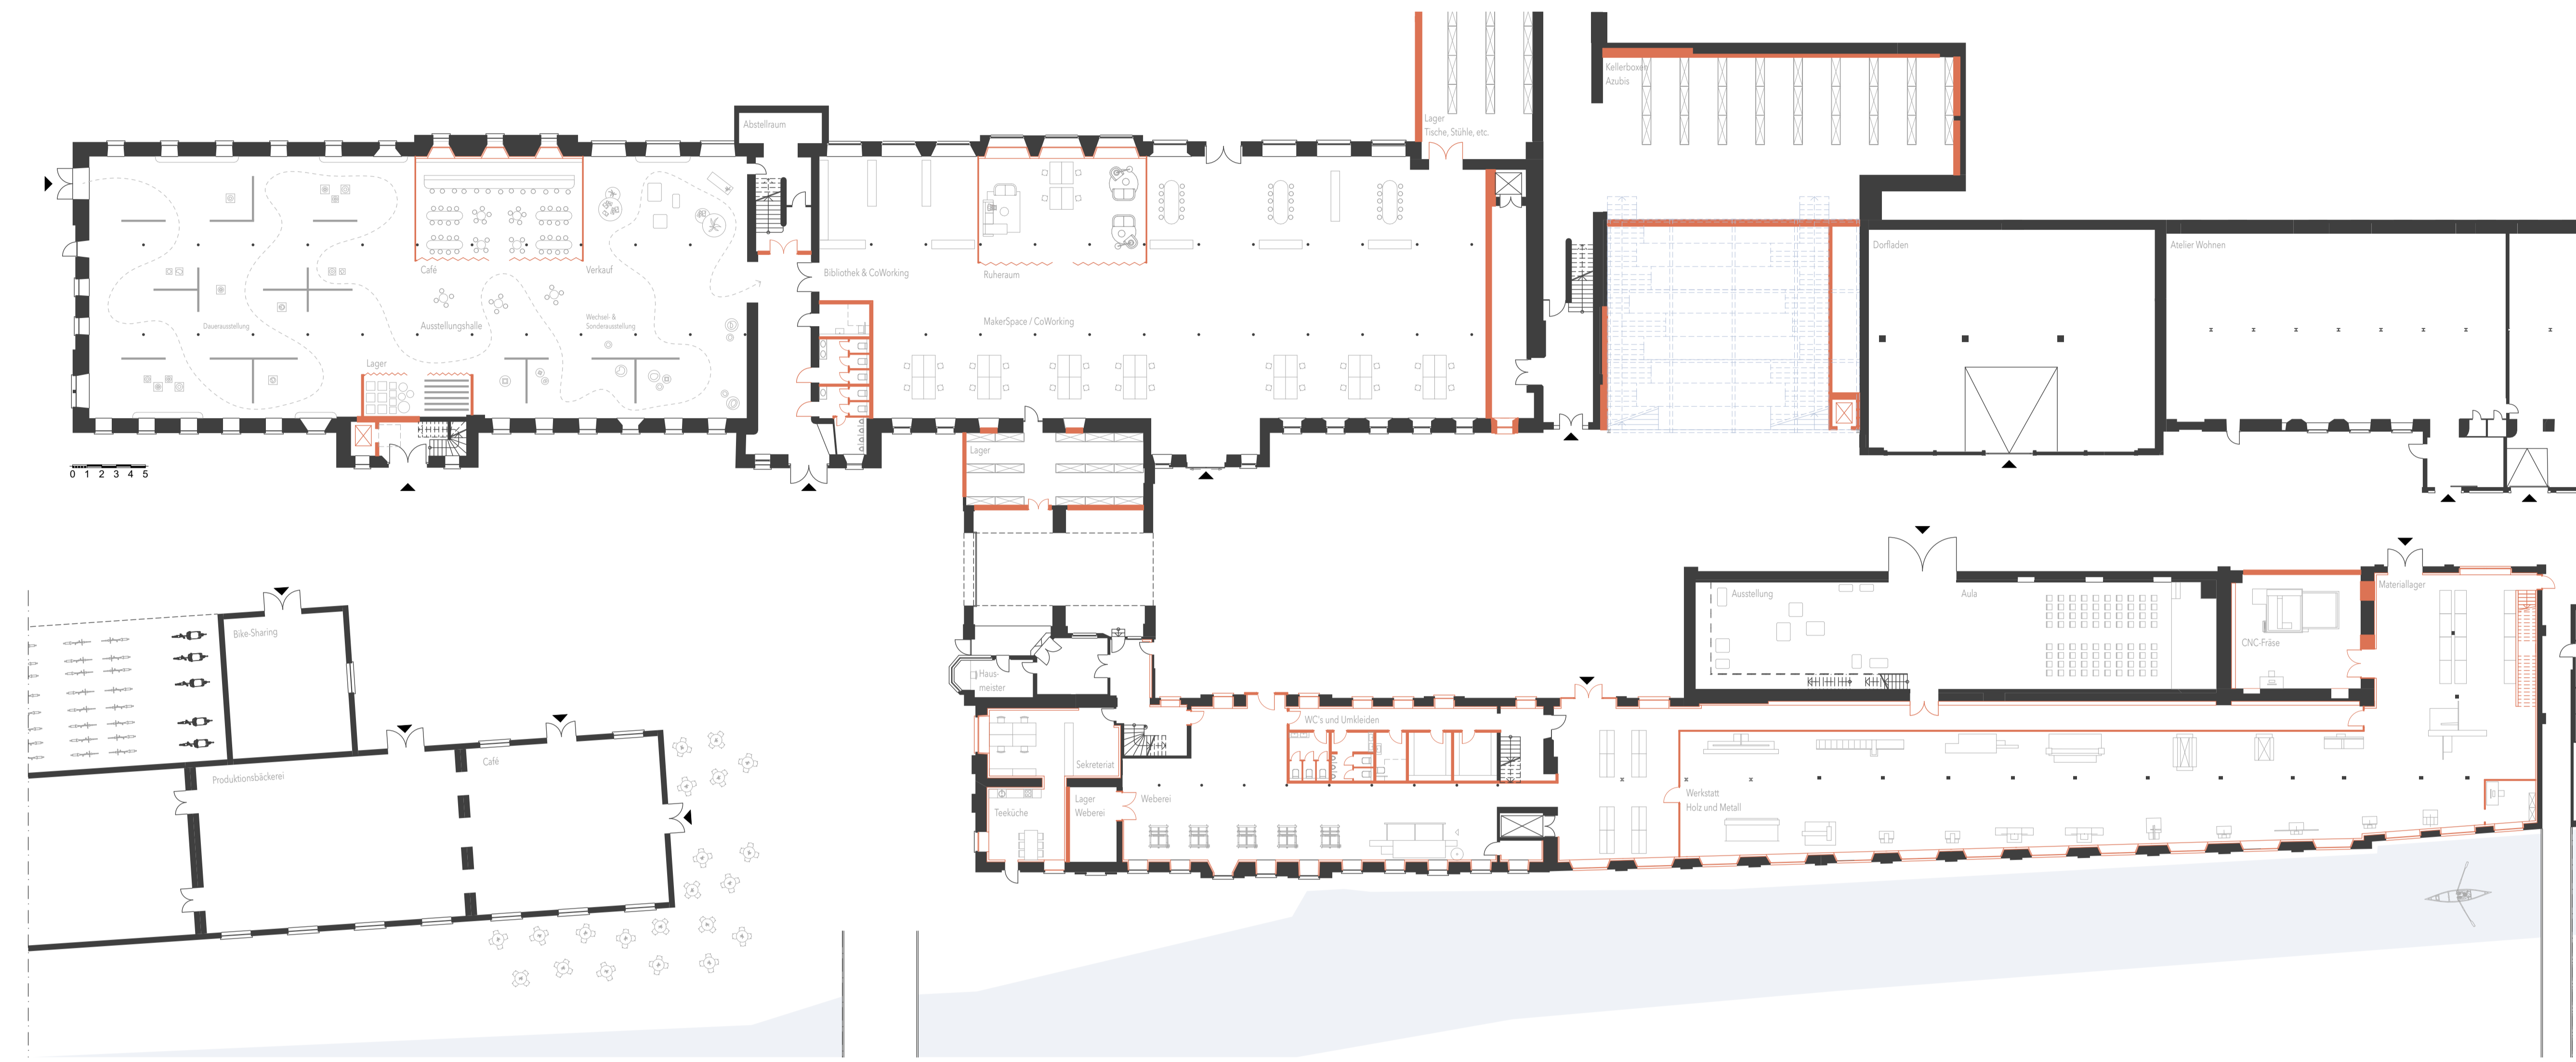 Kellerboxen
Azubis
Lager
Tische, Stühle, etc.
Abstellraum
Café
Verkauf
Bibliothek & CoWorking
Ruheraum
Dorfladen
Atelier Wohnen
Dauerausstellung
Ausstellungshalle
Wechsel- &
Sonderausstellung
MakerSpace / CoWorking
Lager
Lager
0 1 2 3 4 5
Bike-Sharing
Ausstellung
Aula
Materiallager
CNC-Fräse
Haus-
meister
WC's und Umkleiden
Sekreteriat
Café
Produktionsbäckerei
Teeküche
Lager
Weberei
Weberei
Werkstatt
Holz und Metall